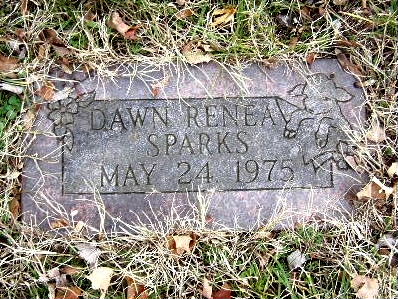 DAWN RENEA
SPARKS
MAY 24 1975